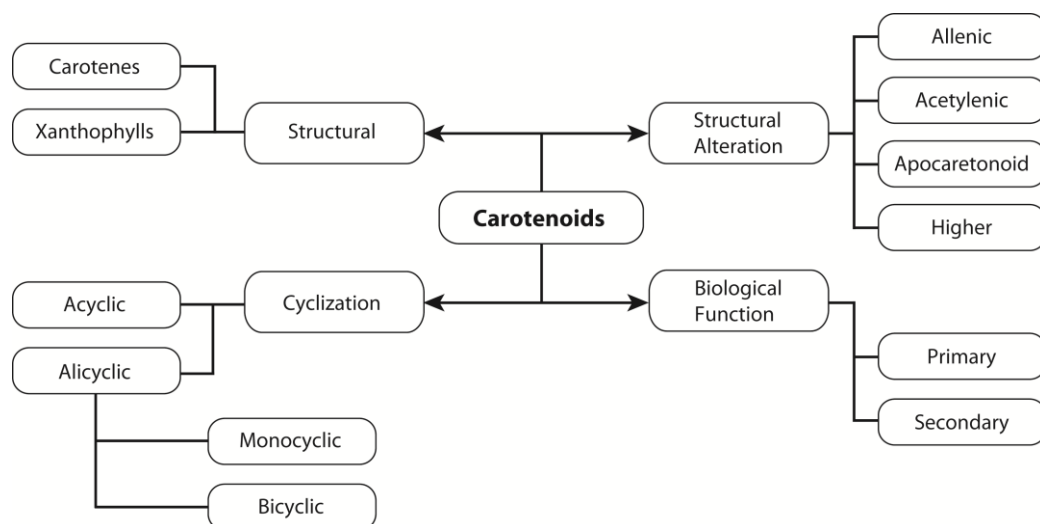 Carotenes
Xanthophylls
Structural
Structural
Alteration
Allenic
Acetylenic
Apocaretonoid
Higher
Carotenoids
Acyclic
Alicyclic
Cyclization
Monocyclic
Bicyclic
Biological
Function
Primary
Secondary